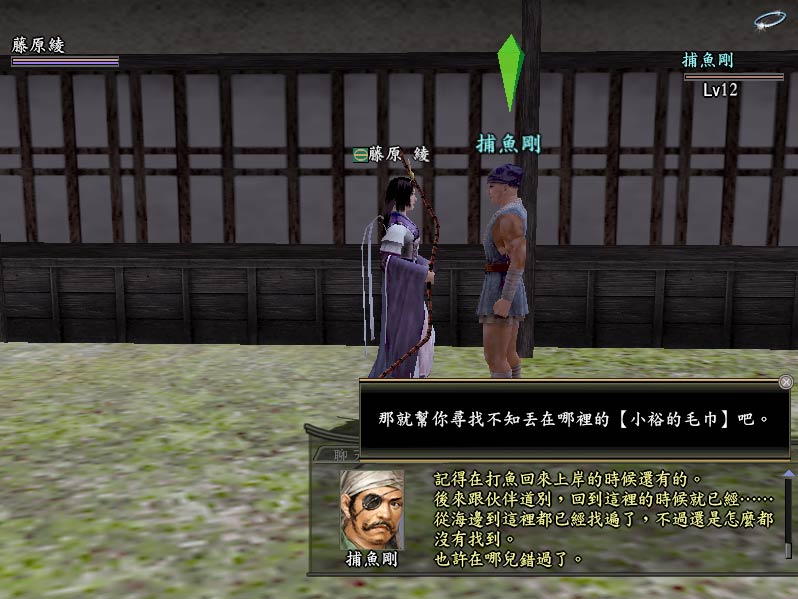 藤原綾
捕魚剛
Lv12
藤原 綾
捕魚剛
那就幫你尋找不知丟在哪裡的【小裕的毛巾】吧。
聊
記得在打魚回來上岸的時候還有的。
後來跟伙伴道別，回到這裡的時候就已經……
從海邊到這裡都已經找遍了，不過還是怎麼都
沒有找到。
也許在哪兒錯過了。
捕魚剛